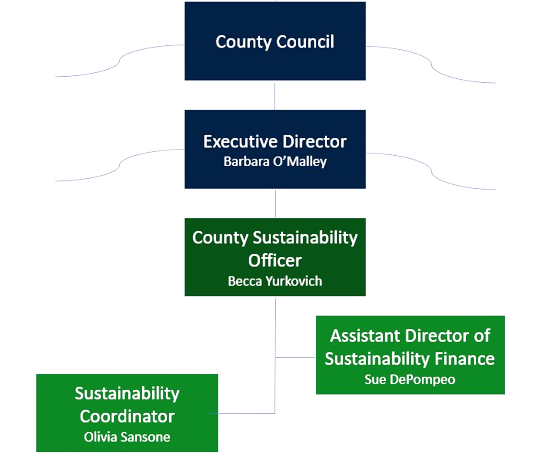 County Council
Executive Director
Barbara O’Malley
County Sustainability
Officer
Becca Yurkovich
Assistant Director of
Sustainability Finance
Sue DePompeo
Sustainability
Coordinator
Olivia Sansone